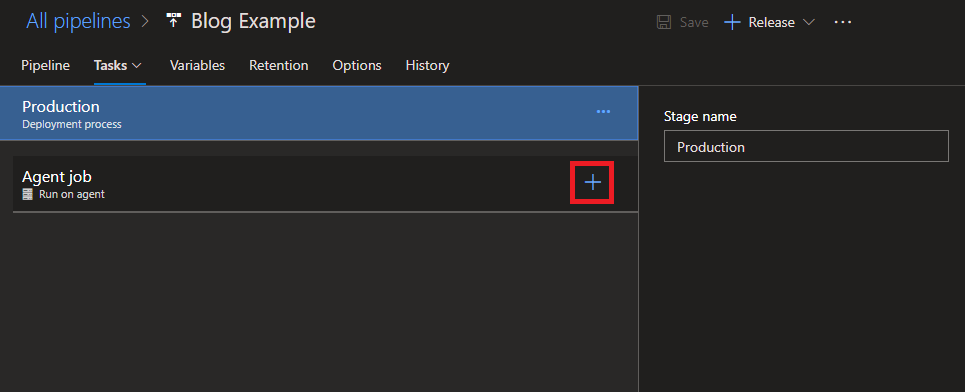 All pipelines > Blog Example
Save + Release ...
Pipeline Tasks Variables Retention Options History
Production
Deployment process
...
Stage name
Production
Agent job
Run on agent
+